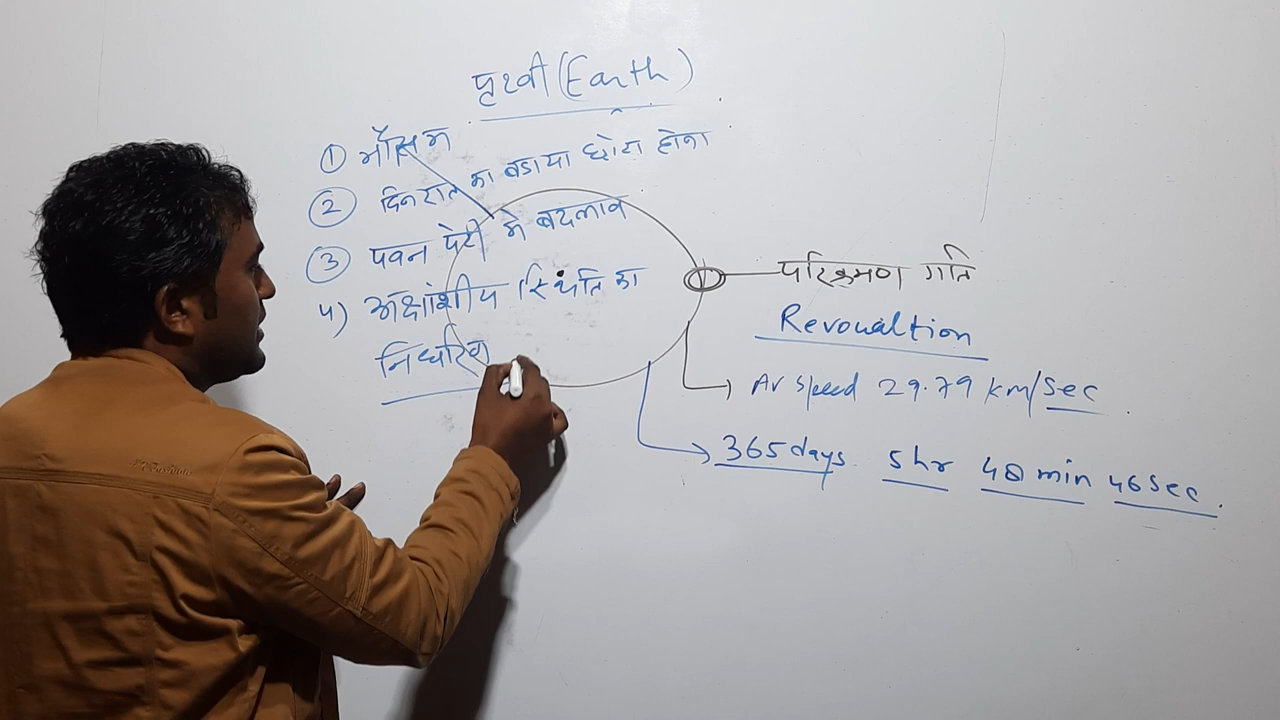 पृथ्वी (Earth)
① मौसम
② दिनरात का बडा या छोटा होना
③ पवन पेटी मे बदलाव
4) अक्षांशीय स्थिति का
निर्धारण
परिक्रमण गति
Revoualtion
Av speed 29.79 km/sec
365 days 5 hr 48 min 46 sec.